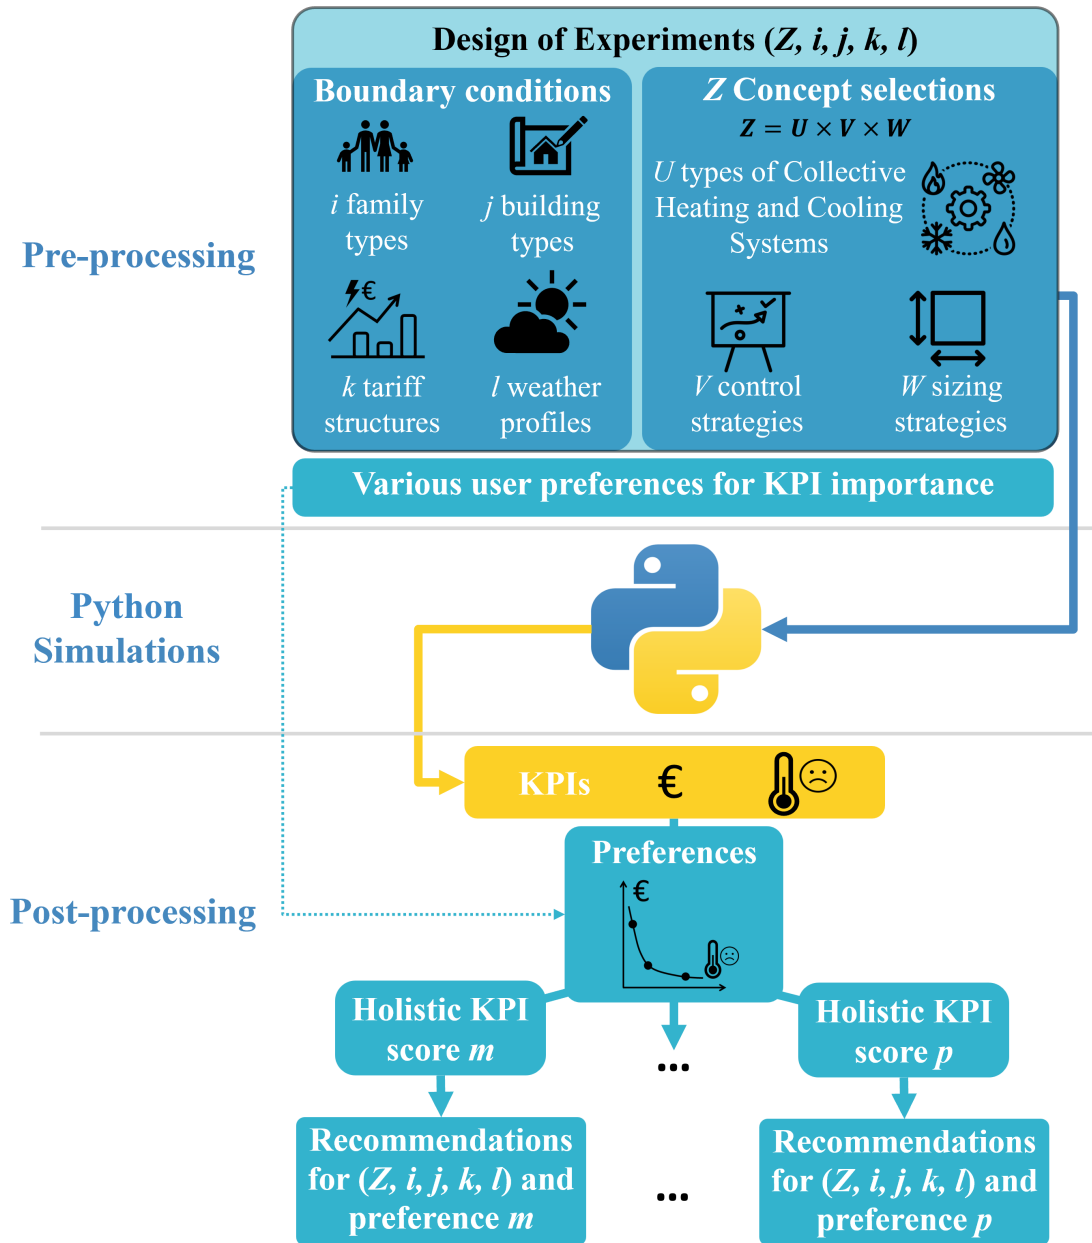 Design of Experiments (Z, i, j, k, l)
Boundary conditions
i family
types
j building
types
€
k tariff
structures
l weather
profiles
Z Concept selections
Z = U × V × W
U types of Collective
Heating and Cooling
Systems
V control
strategies
W sizing
strategies
Pre-processing
Various user preferences for KPI importance
Python
Simulations
KPIs €
Preferences
€
Post-processing
Holistic KPI
score m
...
Holistic KPI
score p
Recommendations
for (Z, i, j, k, l) and
preference m
...
Recommendations
for (Z, i, j, k, l) and
preference p